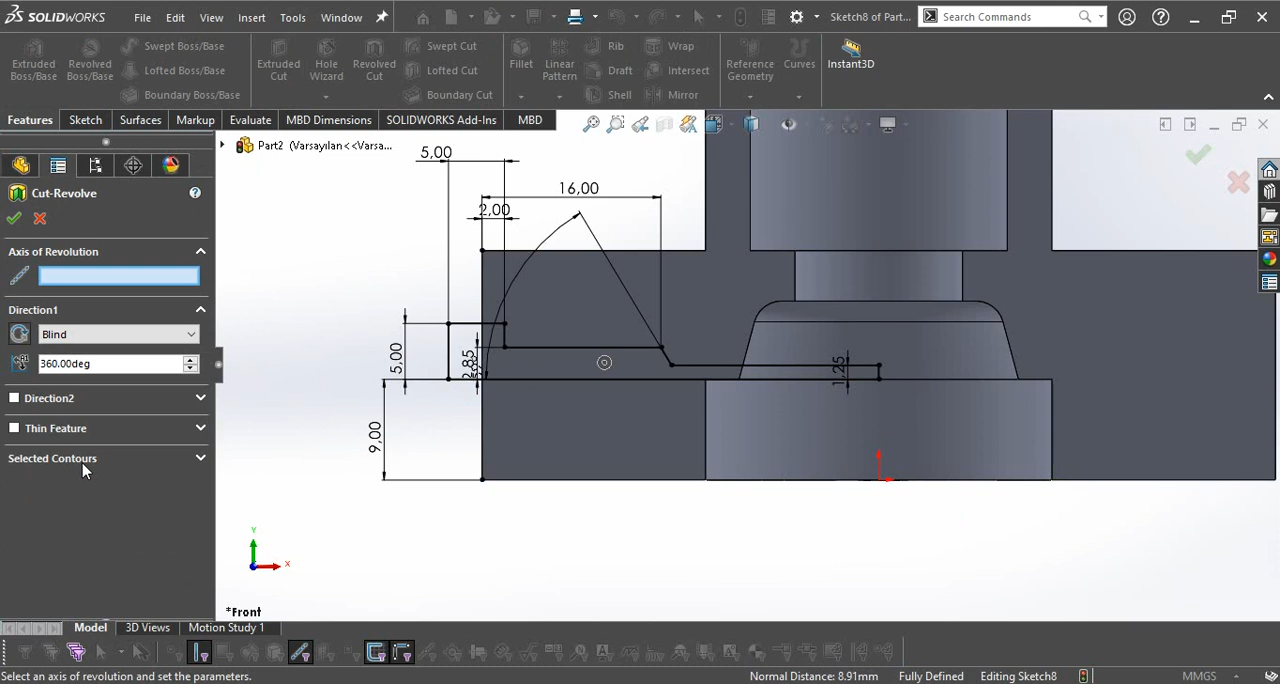 SOLIDWORKS File Edit View Insert Tools Window Sketch8 of Part... Search Commands
Extruded Boss/Base
Revolved Boss/Base
Swept Boss/Base
Lofted Boss/Base
Boundary Boss/Base
Extruded Cut
Hole Wizard
Revolved Cut
Swept Cut
Lofted Cut
Boundary Cut
Fillet
Linear Pattern
Rib
Draft
Shell
Wrap
Intersect
Mirror
Reference Geometry
Curves
Instant3D
Features Sketch Surfaces Markup Evaluate MBD Dimensions SOLIDWORKS Add-Ins MBD
Part2 (Varsayılan<<Varsa...
Cut-Revolve
Axis of Revolution
Direction1
Blind
360.00deg
Direction2
Thin Feature
Selected Contours
5,00
16,00
2,00
5,00
2,85
1,25
9,00
Y
X
*Front
Model 3D Views Motion Study 1
Select an axis of revolution and set the parameters. Normal Distance: 8.91mm Fully Defined Editing Sketch8 MMGS